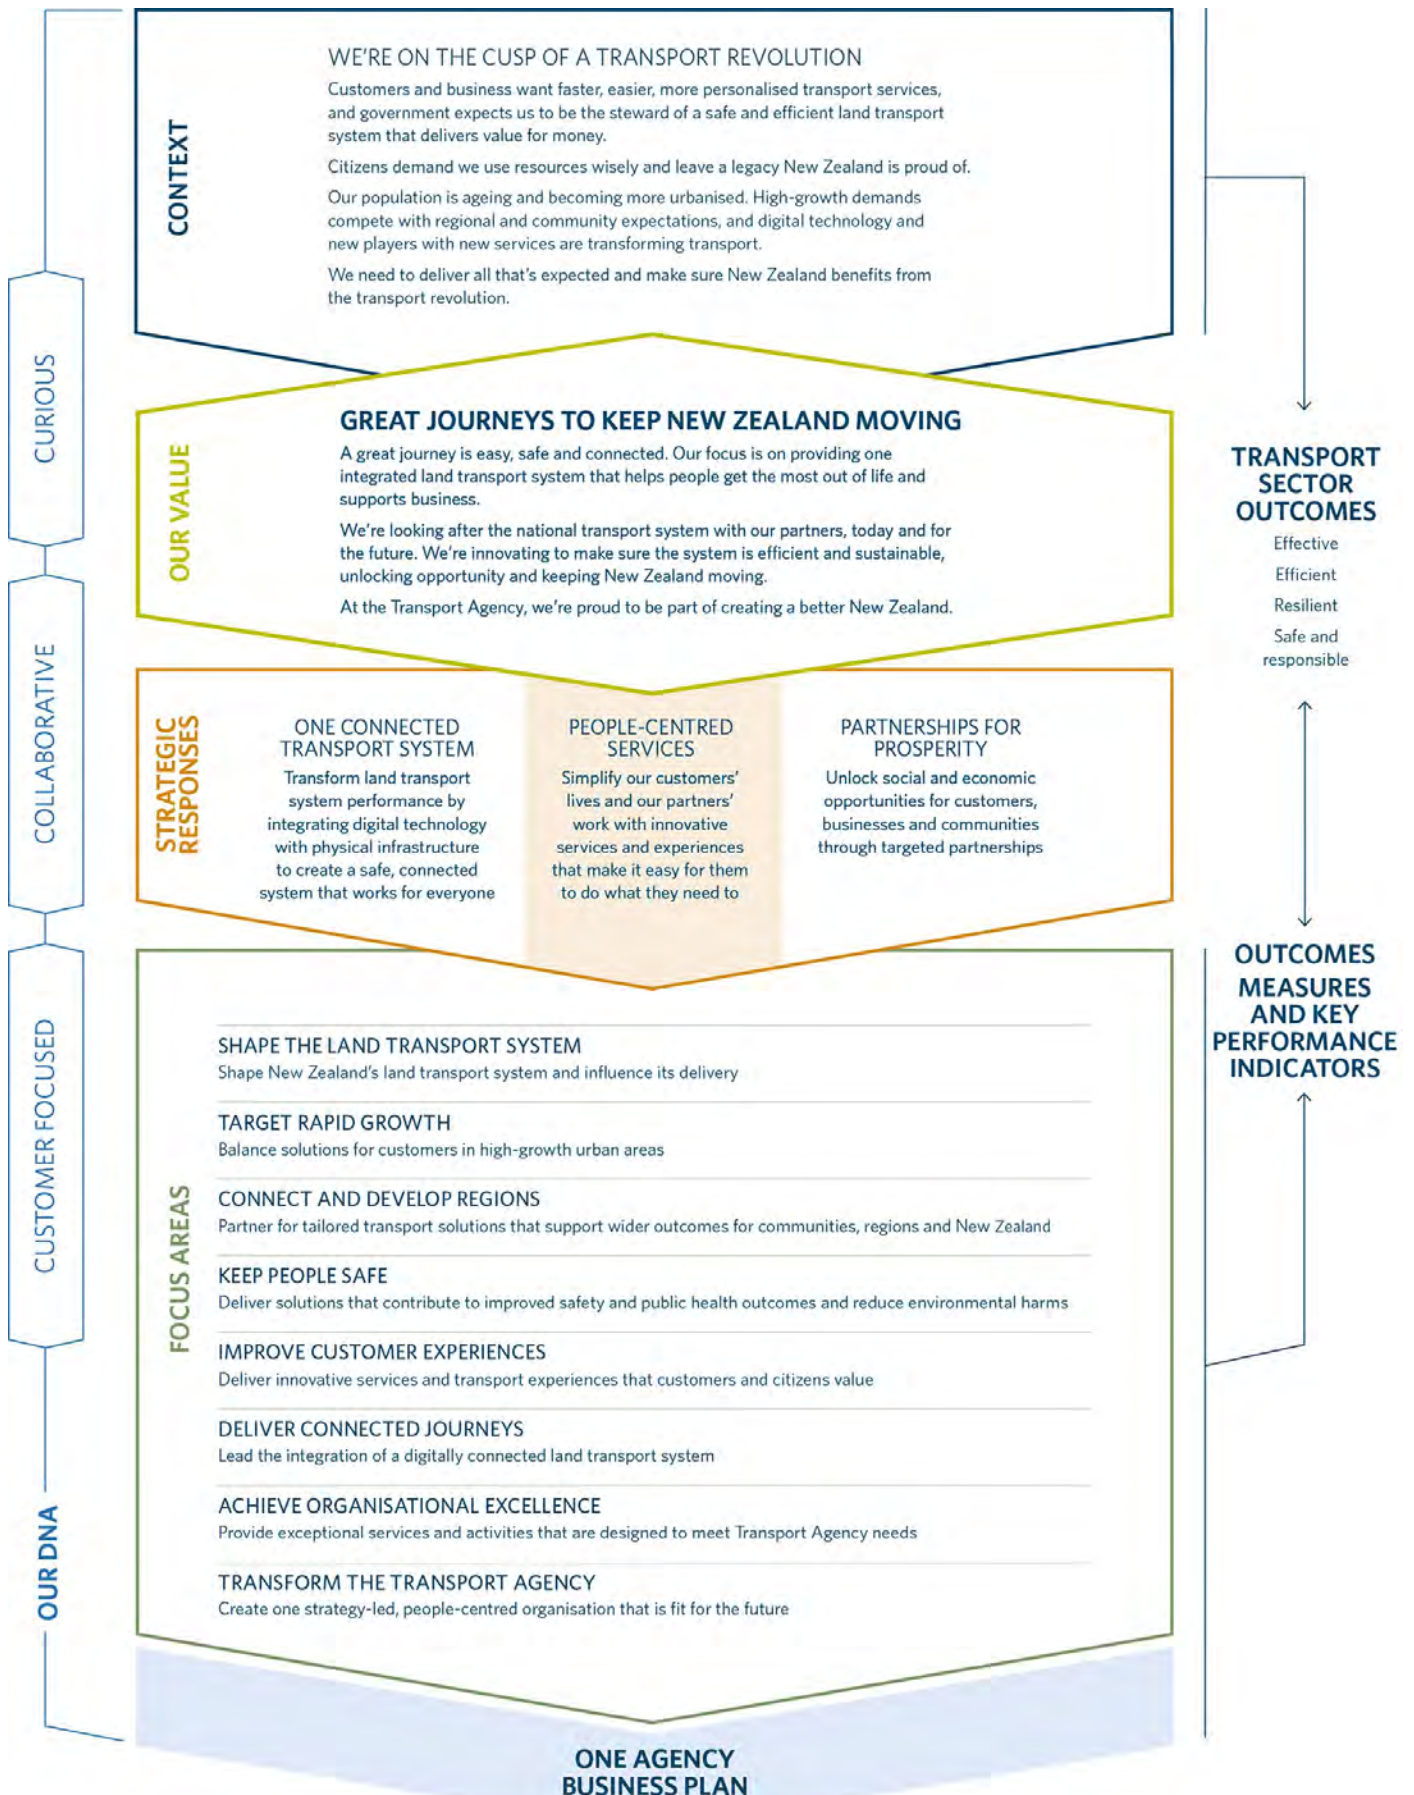 WE'RE ON THE CUSP OF A TRANSPORT REVOLUTION
Customers and business want faster, easier, more personalised transport services,
and government expects us to be the steward of a safe and efficient land transport
system that delivers value for money.
Citizens demand we use resources wisely and leave a legacy New Zealand is proud of.
Our population is ageing and becoming more urbanised. High-growth demands
compete with regional and community expectations, and digital technology and
new players with new services are transforming transport.
We need to deliver all that's expected and make sure New Zealand benefits from
the transport revolution.
CONTEXT
GREAT JOURNEYS TO KEEP NEW ZEALAND MOVING
A great journey is easy, safe and connected. Our focus is on providing one
integrated land transport system that helps people get the most out of life and
supports business.
We're looking after the national transport system with our partners, today and for
the future. We're innovating to make sure the system is efficient and sustainable,
unlocking opportunity and keeping New Zealand moving.
At the Transport Agency, we're proud to be part of creating a better New Zealand.
OUR VALUE
STRATEGIC
RESPONSES
ONE CONNECTED
TRANSPORT SYSTEM
Transform land transport
system performance by
integrating digital technology
with physical infrastructure
to create a safe, connected
system that works for everyone
PEOPLE-CENTRED
SERVICES
Simplify our customers'
lives and our partners'
work with innovative
services and experiences
that make it easy for them
to do what they need to
PARTNERSHIPS FOR
PROSPERITY
Unlock social and economic
opportunities for customers,
businesses and communities
through targeted partnerships
FOCUS AREAS
SHAPE THE LAND TRANSPORT SYSTEM
Shape New Zealand's land transport system and influence its delivery
TARGET RAPID GROWTH
Balance solutions for customers in high-growth urban areas
CONNECT AND DEVELOP REGIONS
Partner for tailored transport solutions that support wider outcomes for communities, regions and New Zealand
KEEP PEOPLE SAFE
Deliver solutions that contribute to improved safety and public health outcomes and reduce environmental harms
IMPROVE CUSTOMER EXPERIENCES
Deliver innovative services and transport experiences that customers and citizens value
DELIVER CONNECTED JOURNEYS
Lead the integration of a digitally connected land transport system
ACHIEVE ORGANISATIONAL EXCELLENCE
Provide exceptional services and activities that are designed to meet Transport Agency needs
TRANSFORM THE TRANSPORT AGENCY
Create one strategy-led, people-centred organisation that is fit for the future
ONE AGENCY
BUSINESS PLAN
CURIOUS
COLLABORATIVE
CUSTOMER FOCUSED
OUR DNA
TRANSPORT
SECTOR
OUTCOMES
Effective
Efficient
Resilient
Safe and
responsible
OUTCOMES
MEASURES
AND KEY
PERFORMANCE
INDICATORS